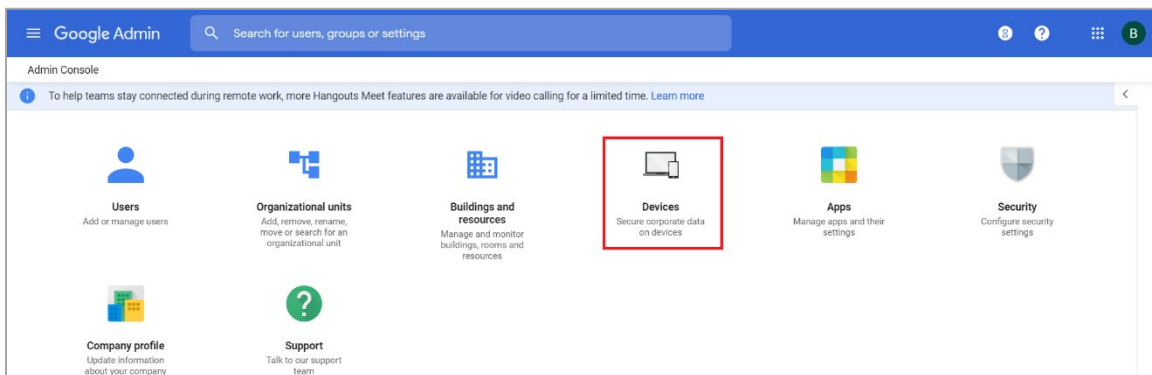 Google Admin
Search for users, groups or settings
B
Admin Console
To help teams stay connected during remote work, more Hangouts Meet features are available for video calling for a limited time. Learn more
Users
Add or manage users
Organizational units
Add, remove, rename,
move or search for an
organizational unit
Buildings and
resources
Manage and monitor
buildings, rooms and
resources
Devices
Secure corporate data
on devices
Apps
Manage apps and their
settings
Security
Configure security
settings
Company profile
Update information
about your company
Support
Talk to our support
team